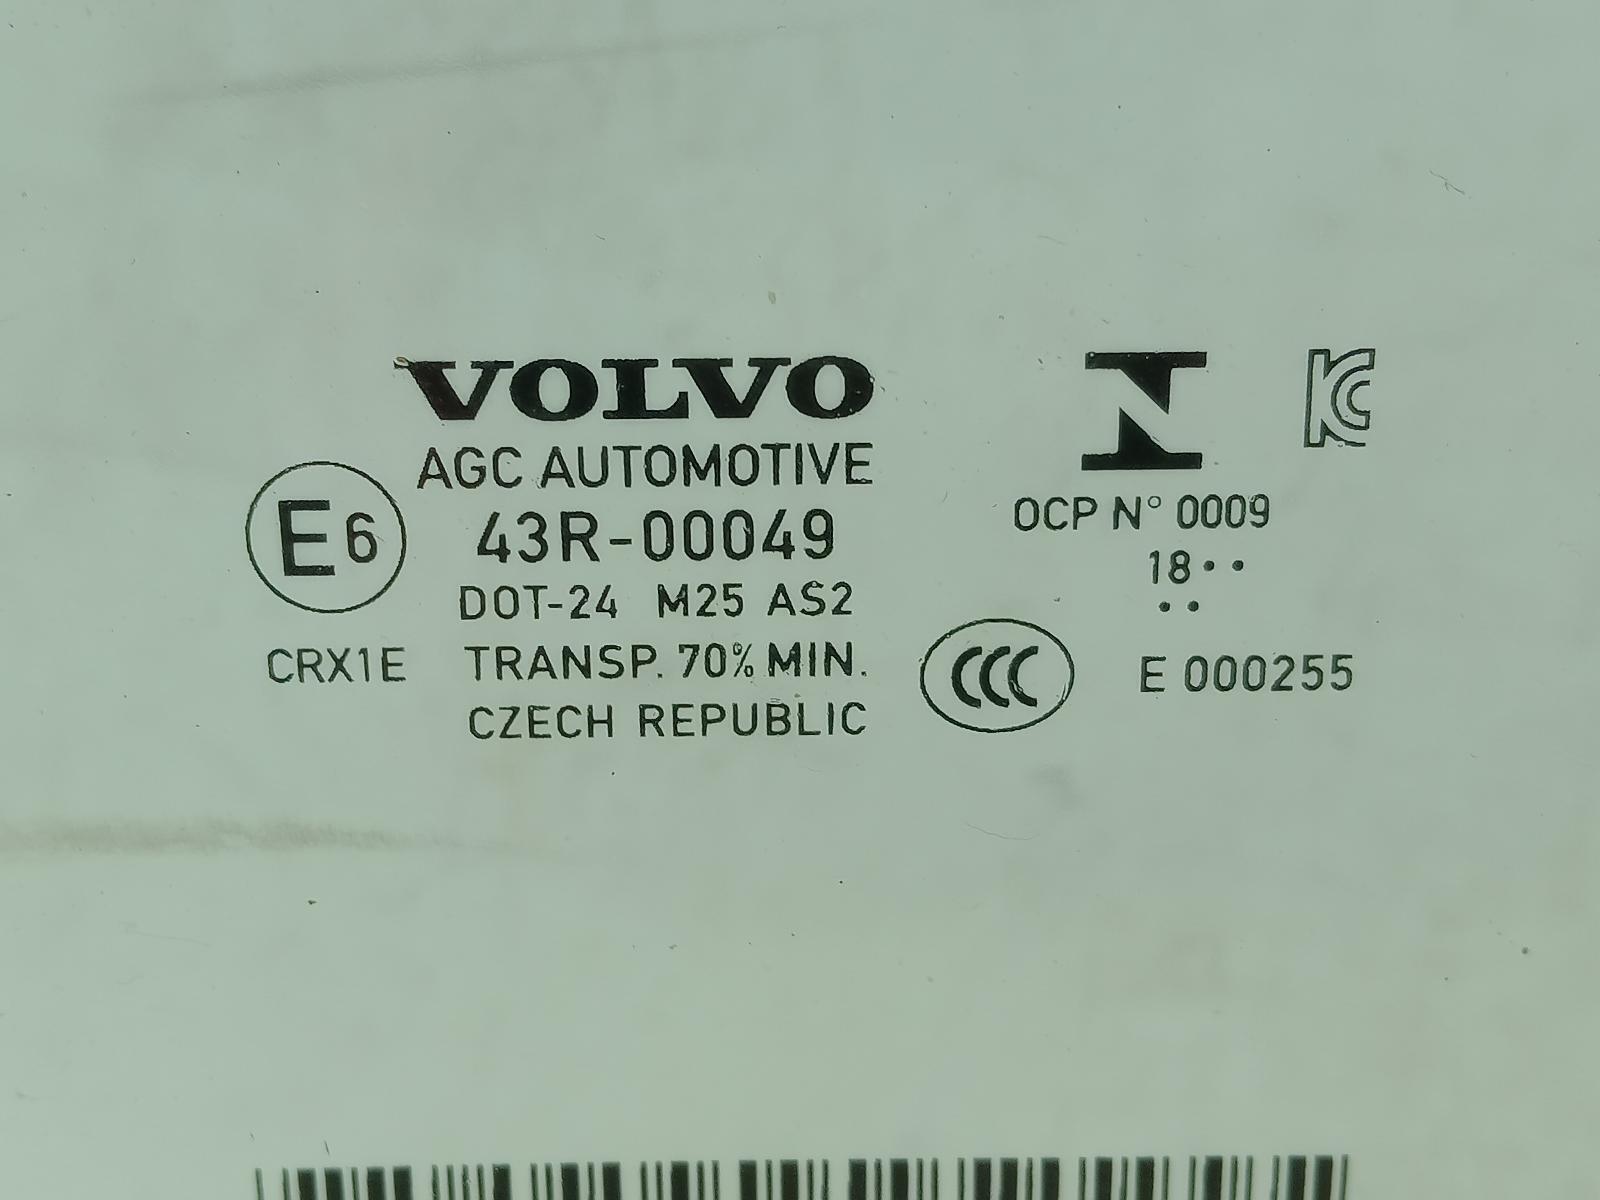 VOLVO
AGC AUTOMOTIVE
E6
43R-00049
DOT-24 M25 AS2
CRX1E
TRANSP. 70% MIN.
CZECH REPUBLIC
KC
OCP N° 0009
18··
··
CCC
E 000255